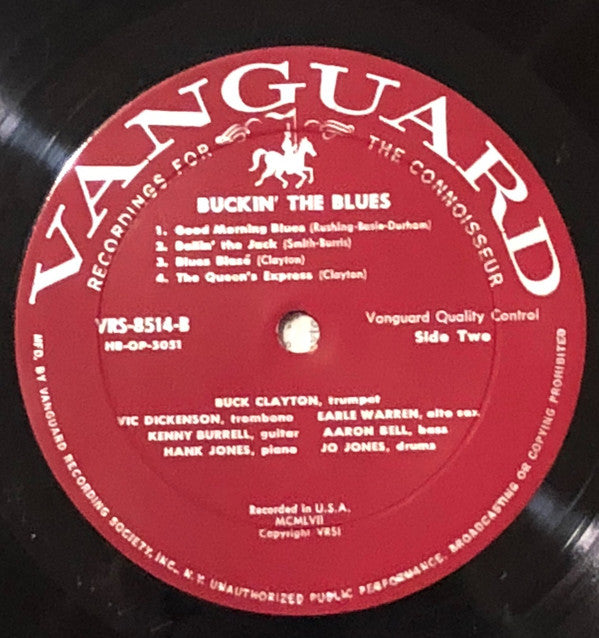 VANGUARD
RECORDINGS FOR THE CONNOISSEUR
BUCKIN' THE BLUES
1. Good Morning Blues (Rushing-Basie-Durham)
2. Ballin' the Jack (Smith-Burris)
3. Blues Blasé (Clayton)
4. The Queen's Express (Clayton)
VRS-8514-B
HB-OP-3051
Vanguard Quality Control
Side Two
BUCK CLAYTON, trumpet
VIC DICKENSON, trombone EARLE WARREN, alto sax.
KENNY BURRELL, guitar AARON BELL, bass
HANK JONES, piano JO JONES, drums
Recorded in U.S.A.
MCMLVII
Copyright VRSI
MFD. BY VANGUARD RECORDING SOCIETY, INC., N.Y. UNAUTHORIZED PUBLIC PERFORMANCE, BROADCASTING OR COPYING PROHIBITED